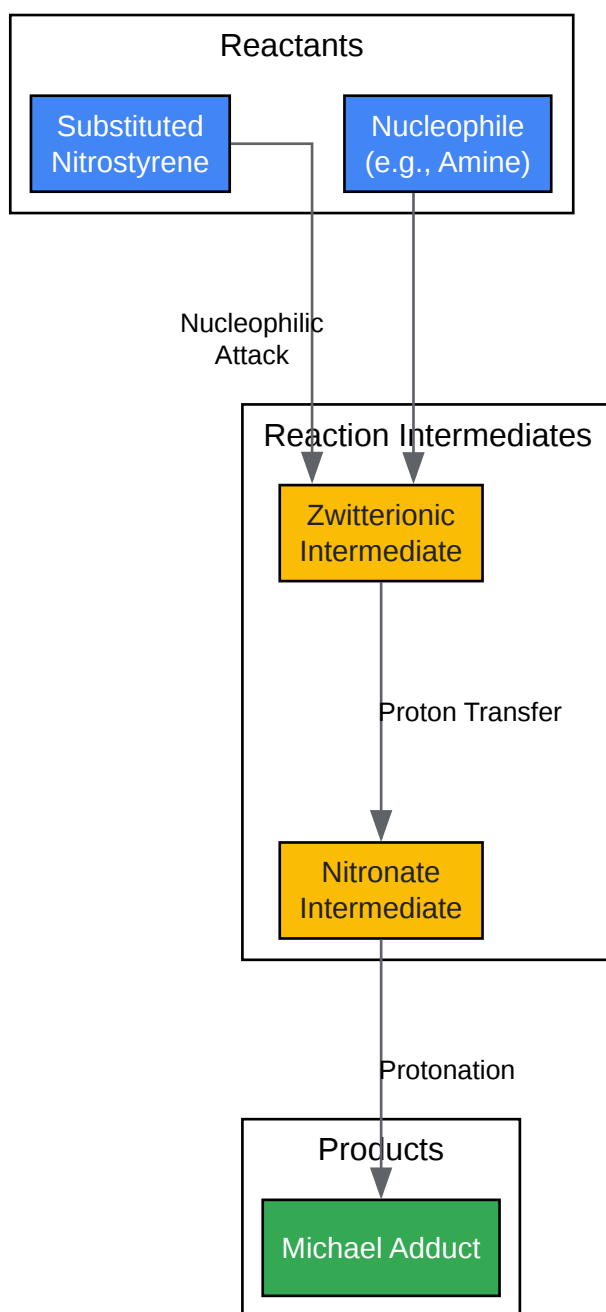 Reactants
Substituted
Nitrostyrene
Nucleophile
(e.g., Amine)
Nucleophilic
Attack
Reaction Intermediates
Zwitterionic
Intermediate
Proton Transfer
Nitronate
Intermediate
Protonation
Products
Michael Adduct